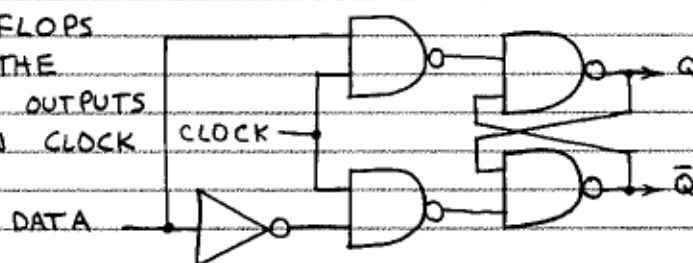 FLOPS
THE
OUTPUTS
CLOCK
CLOCK
DATA
Q
Q̅